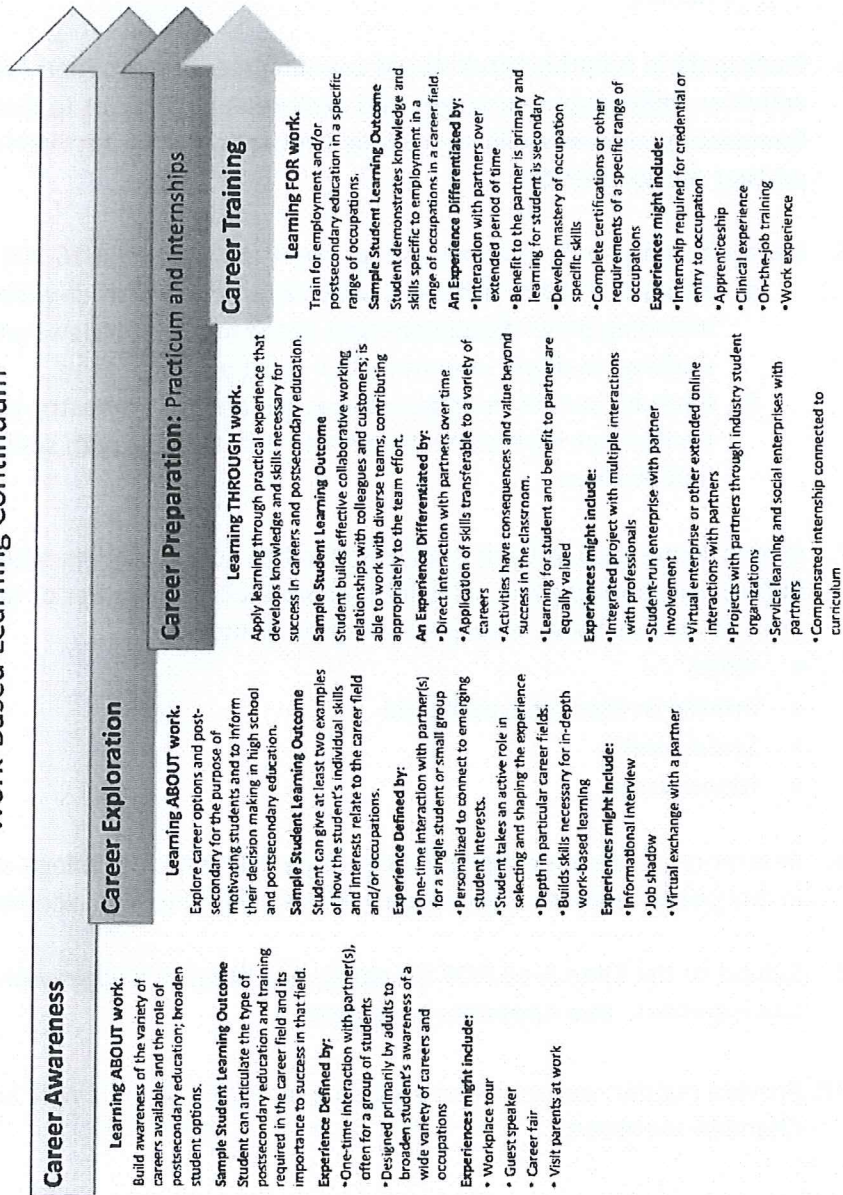 Work-Based Learning Continuum
Career Awareness
Learning ABOUT work.
Build awareness of the variety of
careers available and the role of
postsecondary education; broaden
student options.
Sample Student Learning Outcome
Student can articulate the type of
postsecondary education and training
required in the career field and its
importance to success in that field.
Experience Defined by:
• One-time interaction with partner(s),
often for a group of students
• Designed primarily by adults to
broaden student's awareness of a
wide variety of careers and
occupations
Experiences might include:
• Workplace tour
• Guest speaker
• Career fair
• Visit parents at work
Career Exploration
Learning ABOUT work.
Explore career options and post-
secondary for the purpose of
motivating students and to inform
their decision making in high school
and postsecondary education.
Sample Student Learning Outcome
Student can give at least two examples
of how the student's individual skills
and interests relate to the career field
and/or occupations.
Experience Defined by:
• One-time interaction with partner(s)
for a single student or small group
• Personalized to connect to emerging
student interests.
• Student takes an active role in
selecting and shaping the experience
• Depth in particular career fields.
• Builds skills necessary for in-depth
work-based learning
Experiences might Include:
• Informational interview
• Job shadow
• Virtual exchange with a partner
Career Preparation: Practicum and Internships
Learning THROUGH work.
Apply learning through practical experience that
develops knowledge and skills necessary for
success in careers and postsecondary education.
Sample Student Learning Outcome
Student builds effective collaborative working
relationships with colleagues and customers; is
able to work with diverse teams, contributing
appropriately to the team effort.
An Experience Differentiated by:
• Direct interaction with partners over time
• Application of skills transferable to a variety of
careers
• Activities have consequences and value beyond
success in the classroom.
• Learning for student and benefit to partner are
equally valued
Experiences might include:
• Integrated project with multiple interactions
with professionals
• Student-run enterprise with partner
involvement
• Virtual enterprise or other extended online
interactions with partners
• Projects with partners through industry student
organizations
• Service learning and social enterprises with
partners
• Compensated internship connected to
curriculum
Career Training
Learning FOR work.
Train for employment and/or
postsecondary education in a specific
range of occupations.
Sample Student Learning Outcome
Student demonstrates knowledge and
skills specific to employment in a
range of occupations in a career field.
An Experience Differentiated by:
• Interaction with partners over
extended period of time
• Benefit to the partner is primary and
learning for student is secondary
• Develop mastery of occupation
specific skills
• Complete certifications or other
requirements of a specific range of
occupations
Experiences might include:
• Internship required for credential or
entry to occupation
• Apprenticeship
• Clinical experience
• On-the-job training
• Work experience